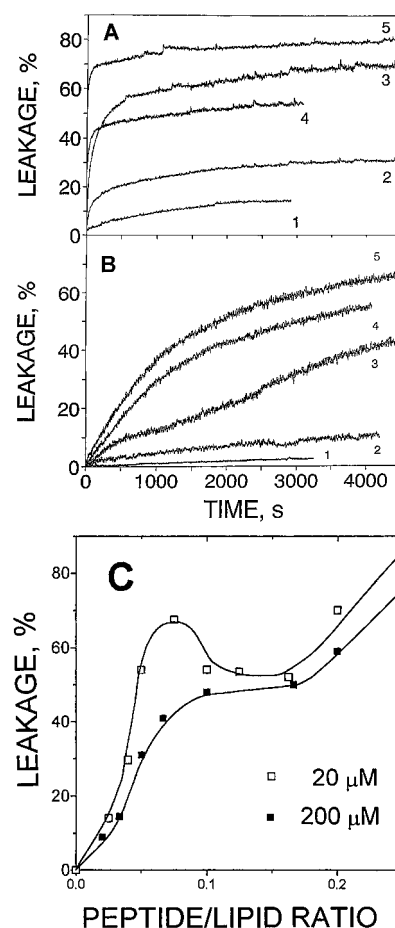 A
LEAKAGE, %
80
60
40
20
0
5
3
4
2
1
B
LEAKAGE, %
60
40
20
0
5
4
3
2
1
0 1000 2000 3000 4000
TIME, s
C
LEAKAGE, %
80
60
40
20
0
□ 20 μM
■ 200 μM
0.0 0.1 0.2
PEPTIDE/LIPID RATIO